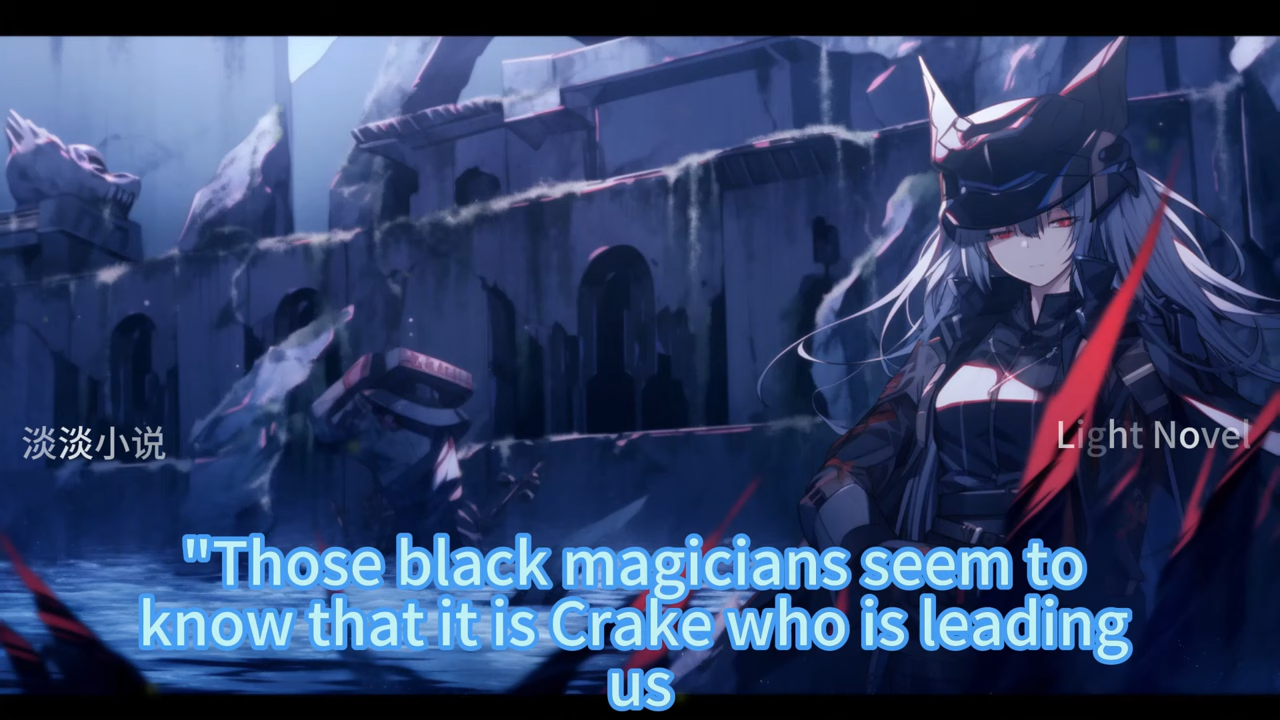 淡淡小说
Light Novel
"Those black magicians seem to
know that it is Crake who is leading
us